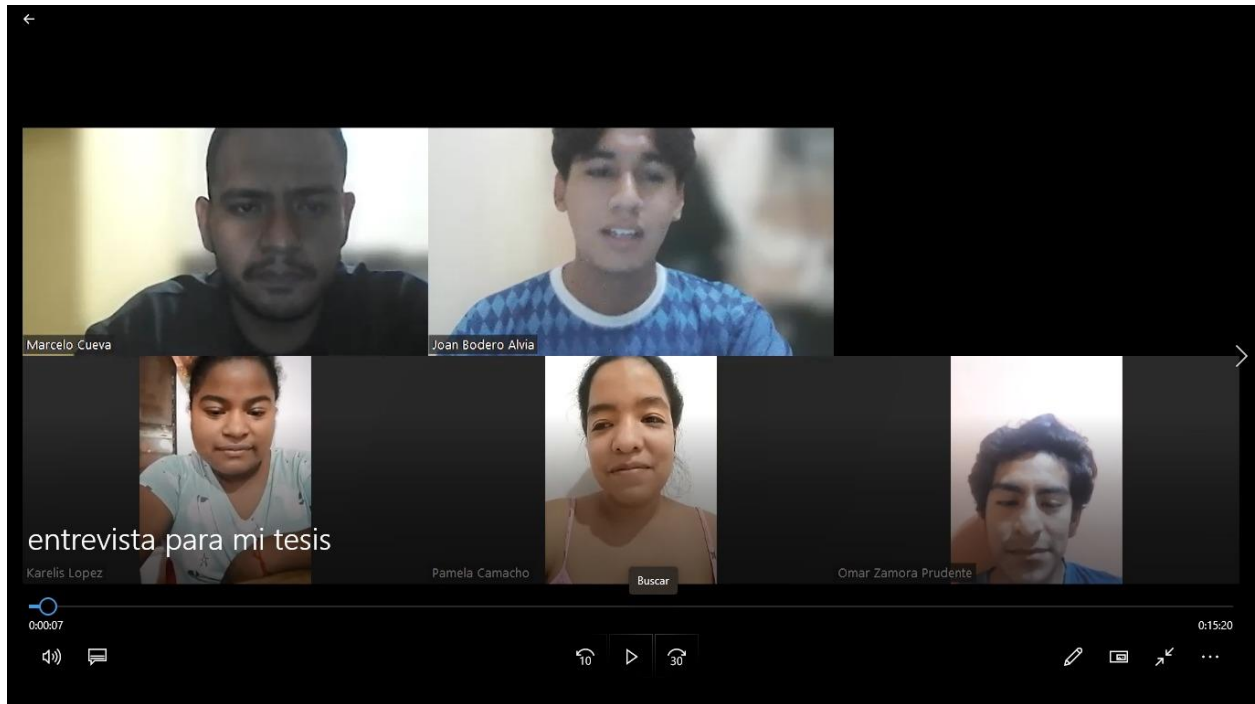 Marcelo Cueva
Joan Bodero Alvia
entrevista para mi tesis
Karelis Lopez
Pamela Camacho
Omar Zamora Prudente
Buscar
0:00:07
0:15:20
10
30